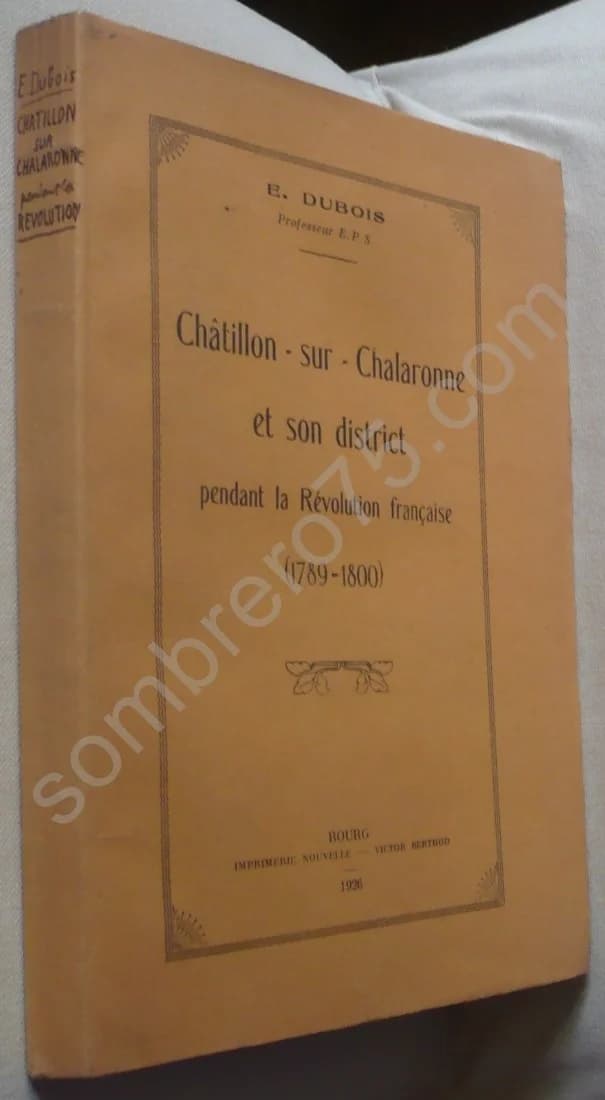 E. Dubois
CHATILLON
SUR
CHALARONNE
pendant la
REVOLUTION
E. DUBOIS
Professeur E. P. S
Châtillon - sur - Chalaronne
et son district
pendant la Révolution française
(1789-1800)
BOURG
IMPRIMERIE NOUVELLE — VICTOR BERTHOD
1926
sombrero75.com